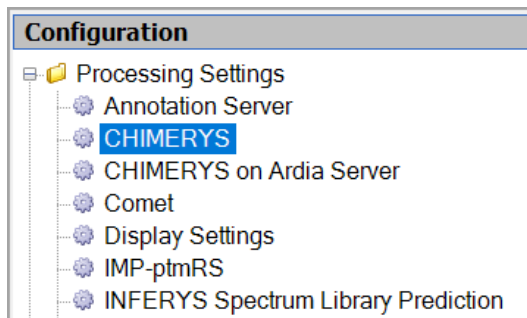 Configuration
Processing Settings
Annotation Server
CHIMERYS
CHIMERYS on Ardia Server
Comet
Display Settings
IMP-ptmRS
INFERYS Spectrum Library Prediction